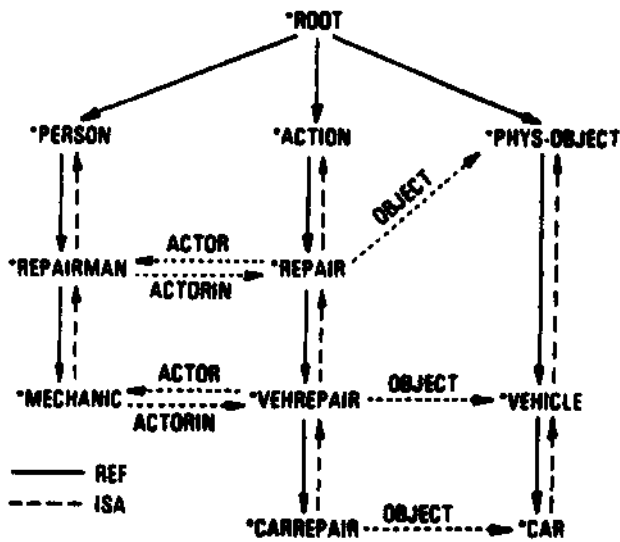 *ROOT
*PERSON *ACTION *PHYS-OBJECT
OBJECT
ACTOR
*REPAIRMAN *REPAIR
ACTORIN
ACTOR OBJECT
*MECHANIC *VEHREPAIR *VEHICLE
ACTORIN
REF
ISA
OBJECT
*CARREPAIR *CAR